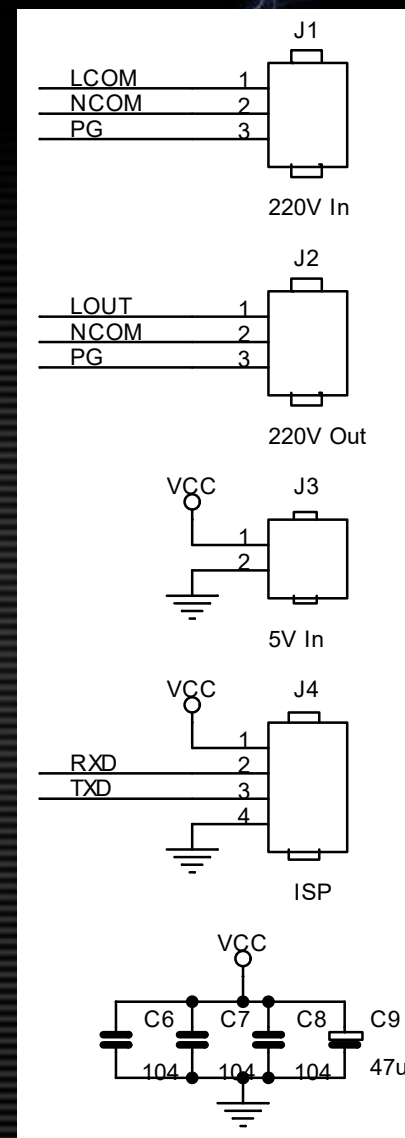 J1
LCOM 1
NCOM 2
PG 3
220V In
J2
LOUT 1
NCOM 2
PG 3
220V Out
VCC J3
1
2
5V In
VCC J4
1
RXD 2
TXD 3
4
ISP
VCC
C6 C7 C8 C9
104 104 104 47u